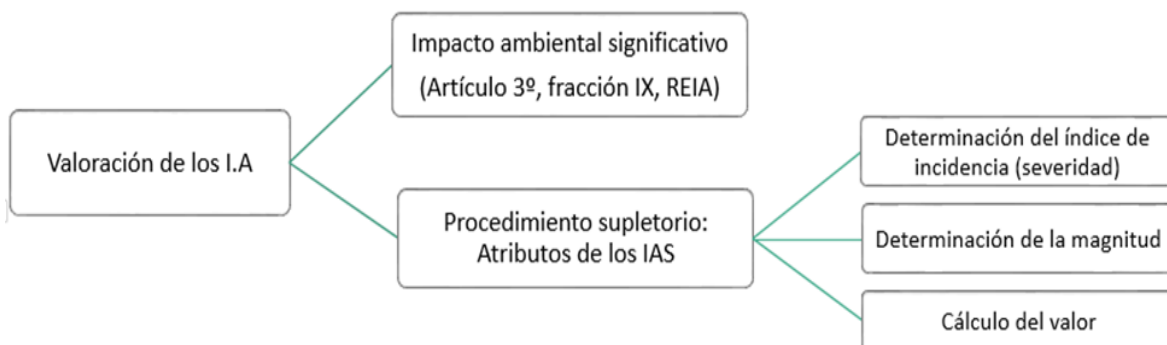 Valoración de los I.A
Impacto ambiental significativo
(Artículo 3º, fracción IX, REIA)
Procedimiento supletorio:
Atributos de los IAS
Determinación del índice de
incidencia (severidad)
Determinación de la magnitud
Cálculo del valor